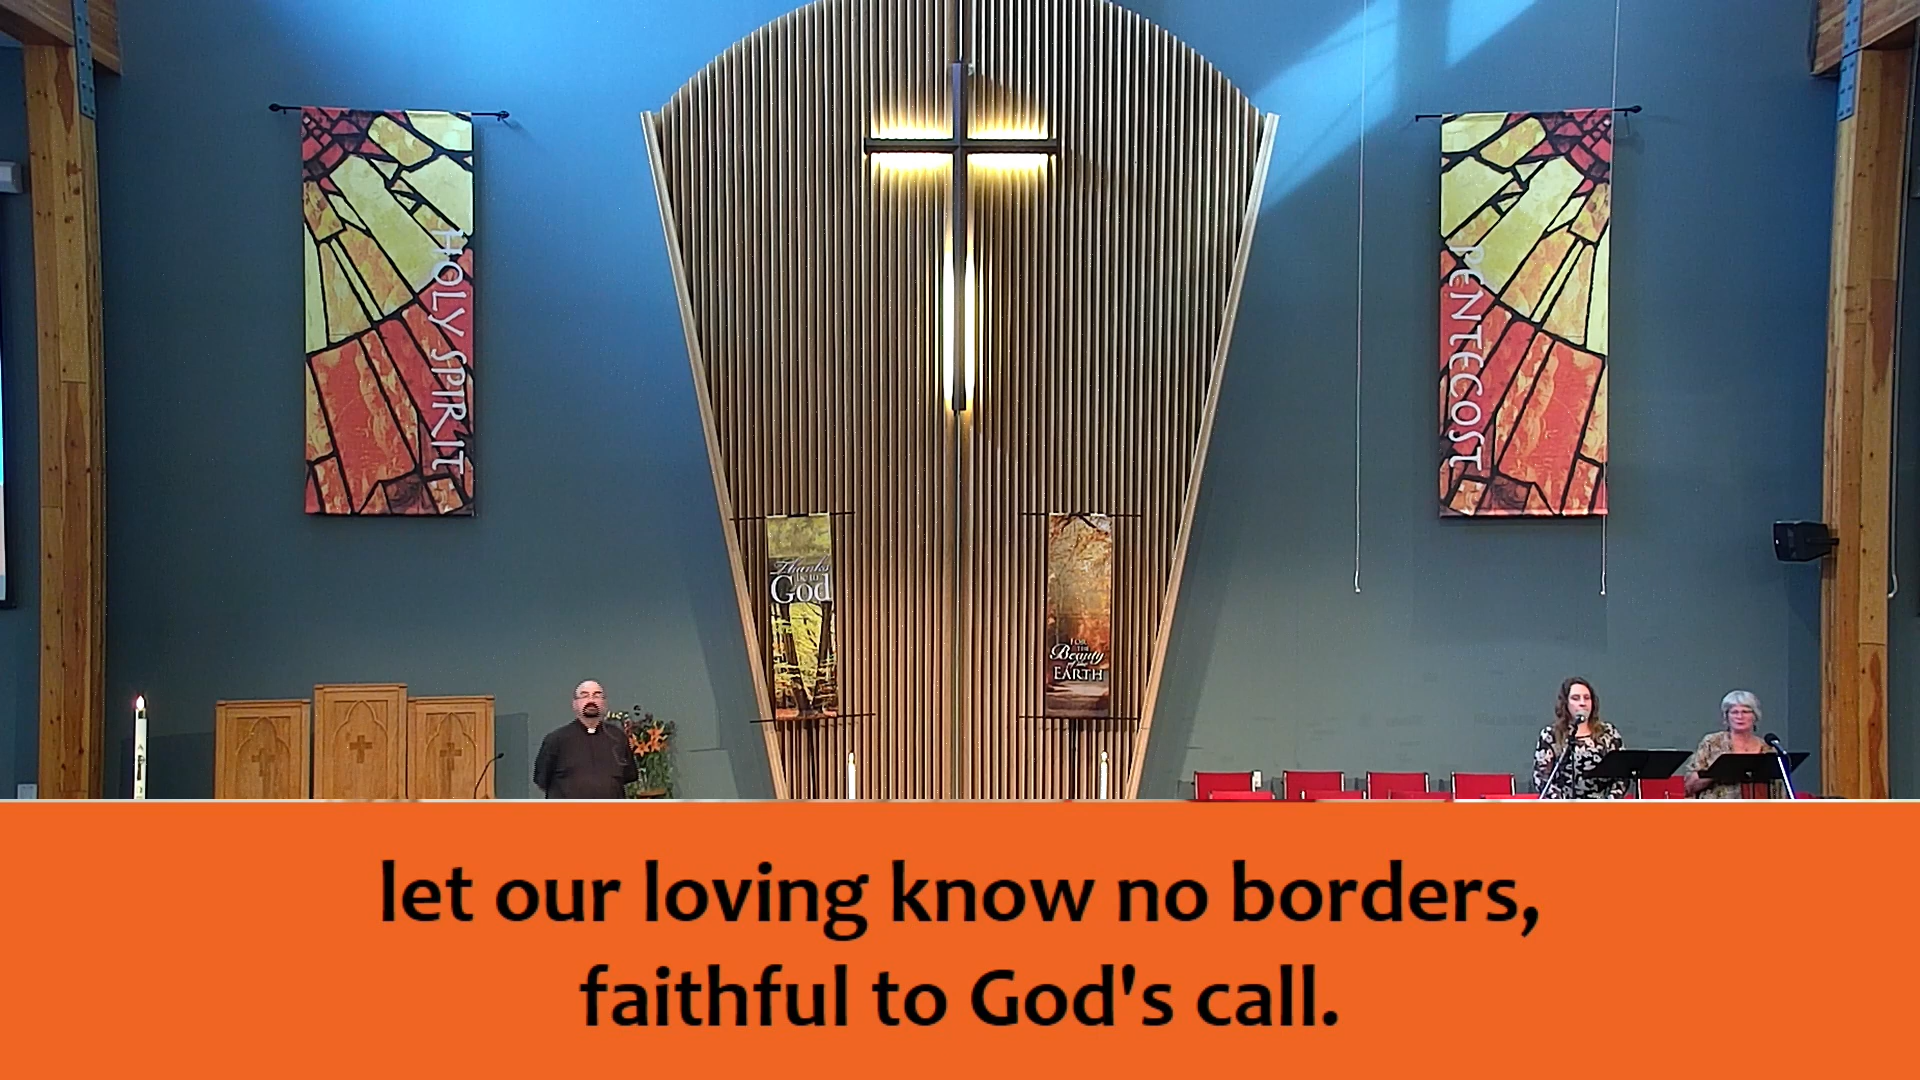 HOLY SPIRIT
PENTECOST
Thanks
be to
God
FOR
THE
Beauty
of the
EARTH
let our loving know no borders,
faithful to God's call.